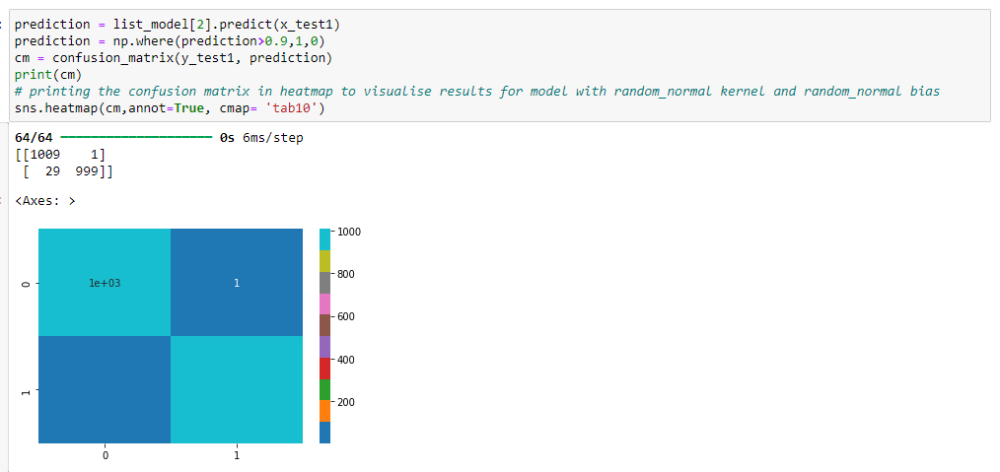 prediction = list_model[2].predict(x_test1)
prediction = np.where(prediction>0.9,1,0)
cm = confusion_matrix(y_test1, prediction)
print(cm)
# printing the confusion matrix in heatmap to visualise results for model with random_normal kernel and random_normal bias
sns.heatmap(cm,annot=True, cmap= 'tab10')
64/64 ━━━━━━━━━━━━━━━━━━━━ 0s 6ms/step
[[1009    1]
 [  29  999]]
<Axes: >
1000
800
600
400
200
0
1e+03 1
1
0 1